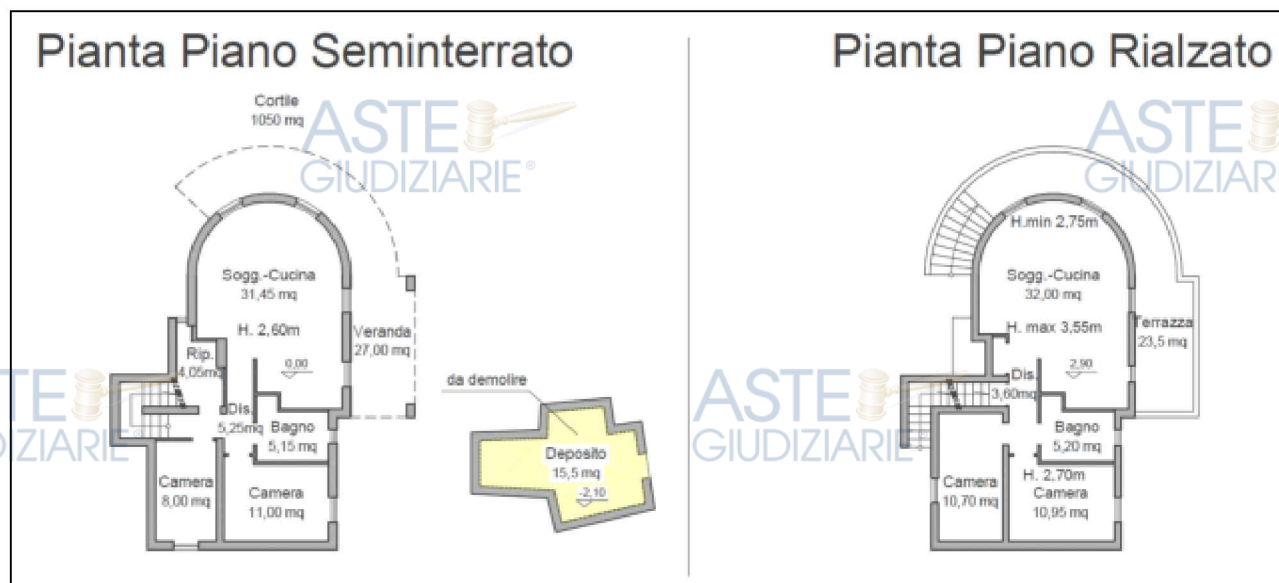 Pianta Piano Seminterrato
Cortile
1050 mq
ASTE
GIUDIZIARIE®
Sogg.-Cucina
31,45 mq
H. 2,60m
Veranda
27,00 mq
Rip.
4,05mq
0,00
Dis.
5,25mq
Bagno
5,15 mq
Camera
8,00 mq
Camera
11,00 mq
ASTE
DIZIARIE
da demolire
Deposito
15,5 mq
-2,10
Pianta Piano Rialzato
ASTE
GIUDIZIARI
H.min 2,75m
Sogg.-Cucina
32,00 mq
H. max 3,55m
Terrazza
23,5 mq
2,90
Dis.
3,60mq
Bagno
5,20 mq
H. 2,70m
Camera
10,70 mq
Camera
10,95 mq
ASTE
GIUDIZIARIE